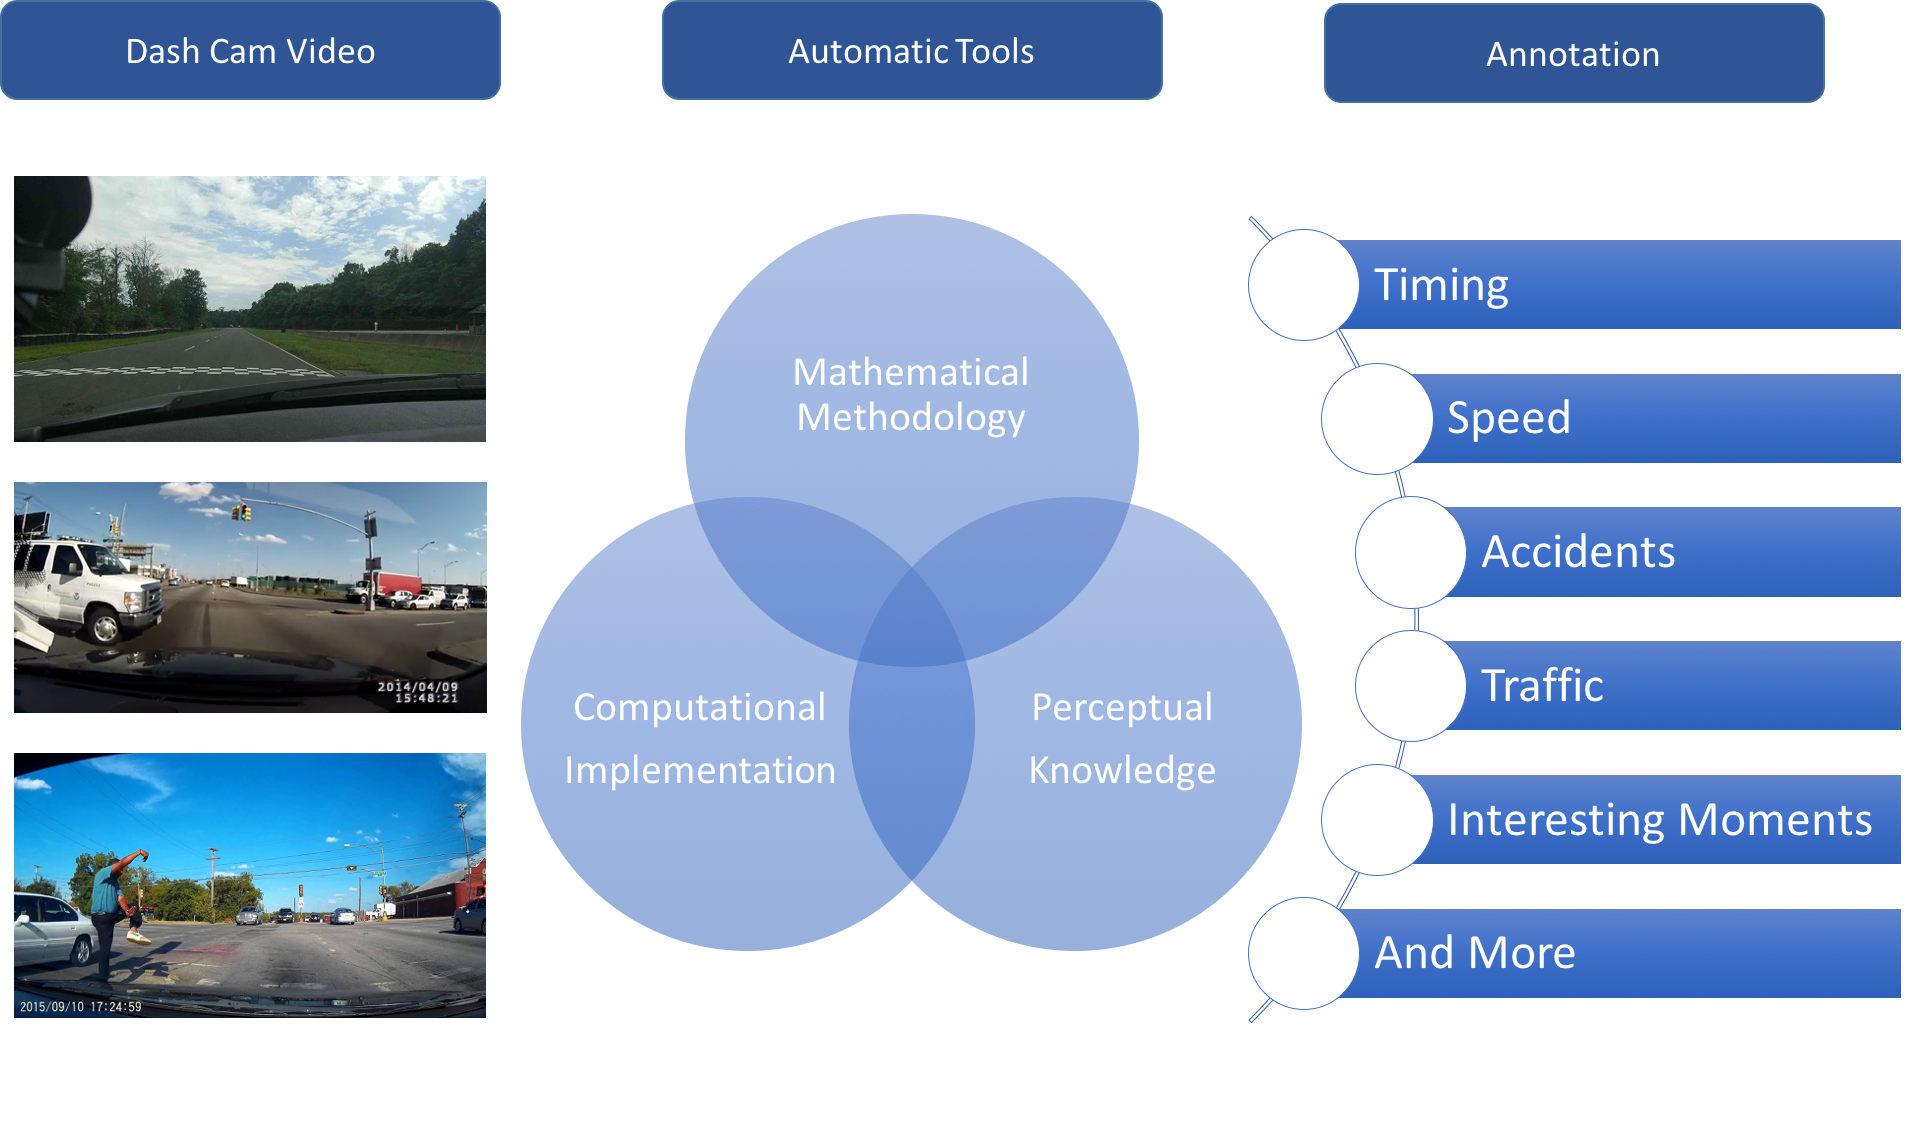 Dash Cam Video
Automatic Tools
Annotation
2014/04/09
15:48:21
2015/09/10 17:24:59
Mathematical
Methodology
Computational
Implementation
Perceptual
Knowledge
Timing
Speed
Accidents
Traffic
Interesting Moments
And More